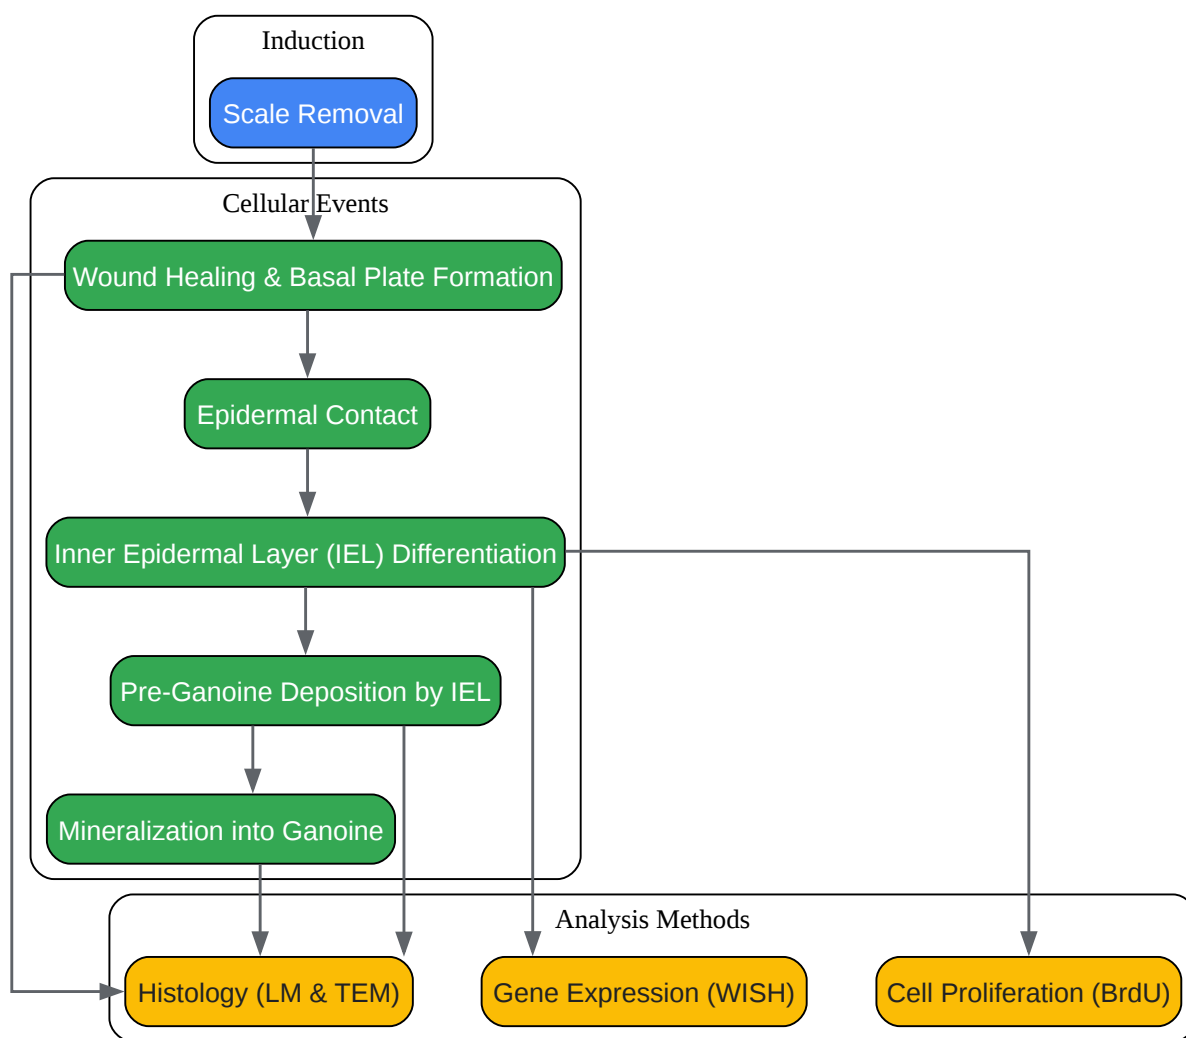 Induction
Scale Removal
Cellular Events
Wound Healing & Basal Plate Formation
Epidermal Contact
Inner Epidermal Layer (IEL) Differentiation
Pre-Ganoine Deposition by IEL
Mineralization into Ganoine
Analysis Methods
Histology (LM & TEM)
Gene Expression (WISH)
Cell Proliferation (BrdU)